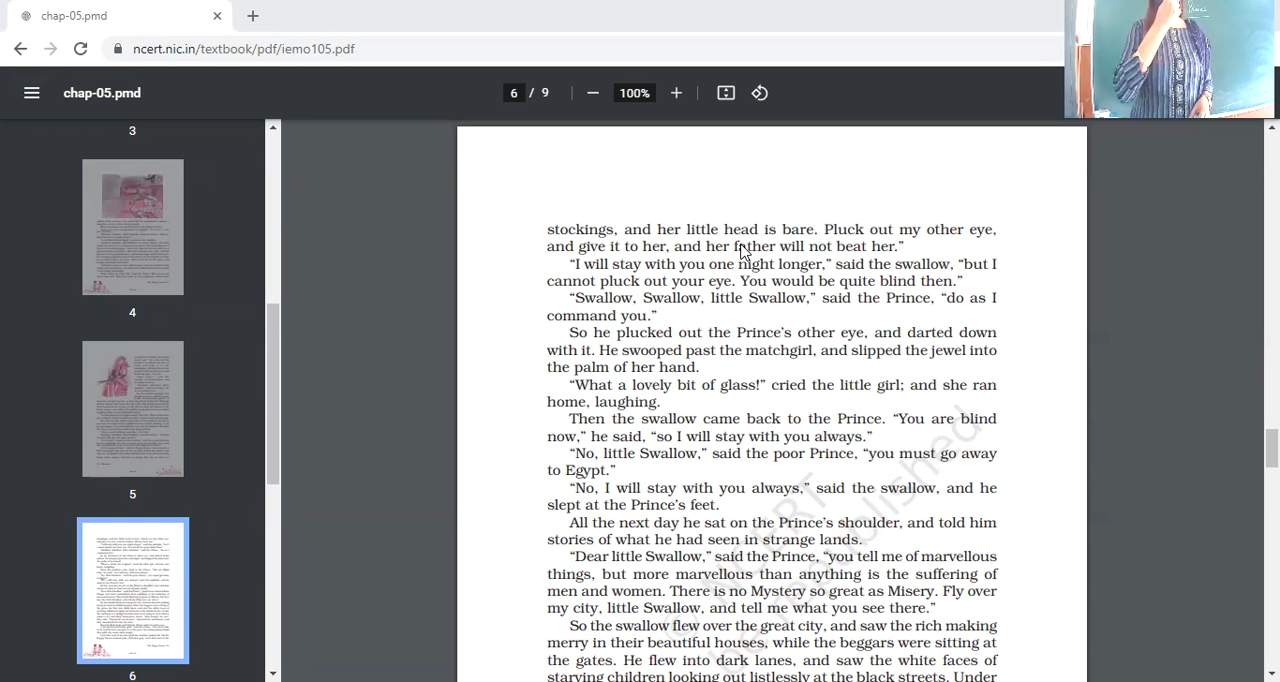 chap-05.pmd
ncert.nic.in/textbook/pdf/iemo105.pdf
chap-05.pmd
6 / 9
100%
3
4
5
6
stockings, and her little head is bare. Pluck out my other eye,
and give it to her, and her father will not beat her.”
“I will stay with you one night longer,” said the swallow, “but I
cannot pluck out your eye. You would be quite blind then.”
“Swallow, Swallow, little Swallow,” said the Prince, “do as I
command you.”
So he plucked out the Prince’s other eye, and darted down
with it. He swooped past the matchgirl, and slipped the jewel into
the palm of her hand.
“What a lovely bit of glass!” cried the little girl; and she ran
home, laughing.
Then the swallow came back to the Prince. “You are blind
now,” he said, “so I will stay with you always.”
“No, little Swallow,” said the poor Prince, “you must go away
to Egypt.”
“No, I will stay with you always,” said the swallow, and he
slept at the Prince’s feet.
All the next day he sat on the Prince’s shoulder, and told him
stories of what he had seen in strange lands.
“Dear little Swallow,” said the Prince, “you tell me of marvelous
things, but more marvellous than anything is the suffering of
men and women. There is no Mystery so great as Misery. Fly over
my city, little Swallow, and tell me what you see there.”
So the swallow flew over the great city, and saw the rich making
merry in their beautiful houses, while the beggars were sitting at
the gates. He flew into dark lanes, and saw the white faces of
starving children looking out listlessly at the black streets. Under